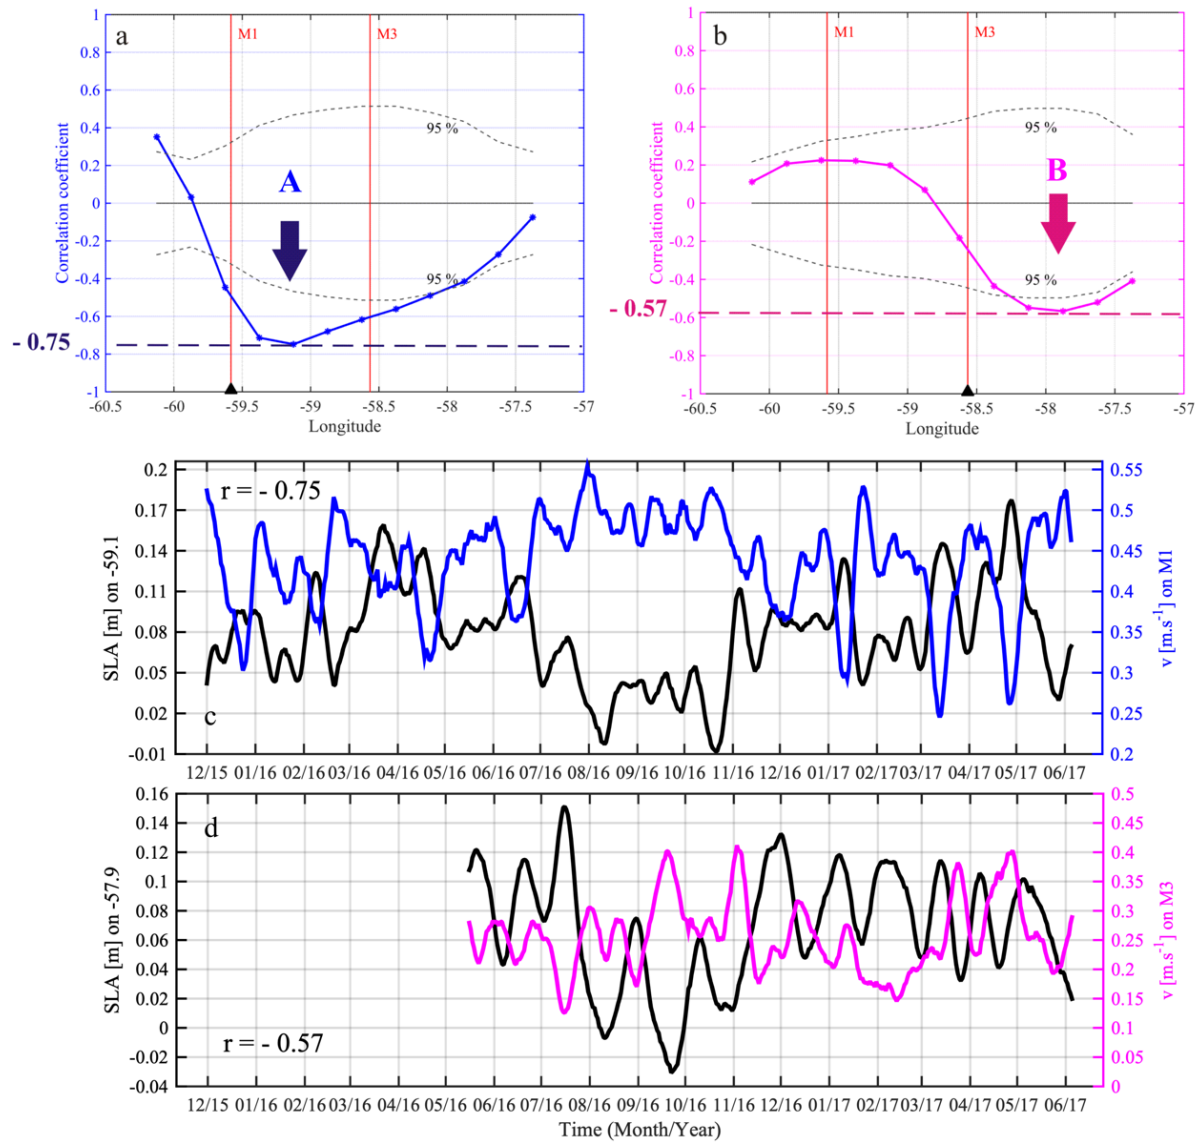 a
M1
M3
1
0.8
0.6
0.4
0.2
0
-0.2
-0.4
-0.6
-0.8
-1
Correlation coefficient
95 %
A
95 %
- 0.75
-60.5 -60 -59.5 -59 -58.5 -58 -57.5 -57
Longitude
b
M1
M3
1
0.8
0.6
0.4
0.2
0
-0.2
-0.4
-0.6
-0.8
-1
Correlation coefficient
95 %
B
95 %
- 0.57
-60.5 -60 -59.5 -59 -58.5 -58 -57.5 -57
Longitude
r = - 0.75
0.2
0.17
0.14
0.11
0.08
0.05
0.02
-0.01
SLA [m] on -59.1
c
0.55
0.5
0.45
0.4
0.35
0.3
0.25
0.2
v [m.s-1] on M1
12/15 01/16 02/16 03/16 04/16 05/16 06/16 07/16 08/16 09/16 10/16 11/16 12/16 01/17 02/17 03/17 04/17 05/17 06/17
d
0.16
0.14
0.12
0.1
0.08
0.06
0.04
0.02
0
-0.02
-0.04
SLA [m] on -57.9
r = - 0.57
0.5
0.45
0.4
0.35
0.3
0.25
0.2
0.15
0.1
0.05
0
v [m.s-1] on M3
12/15 01/16 02/16 03/16 04/16 05/16 06/16 07/16 08/16 09/16 10/16 11/16 12/16 01/17 02/17 03/17 04/17 05/17 06/17
Time (Month/Year)